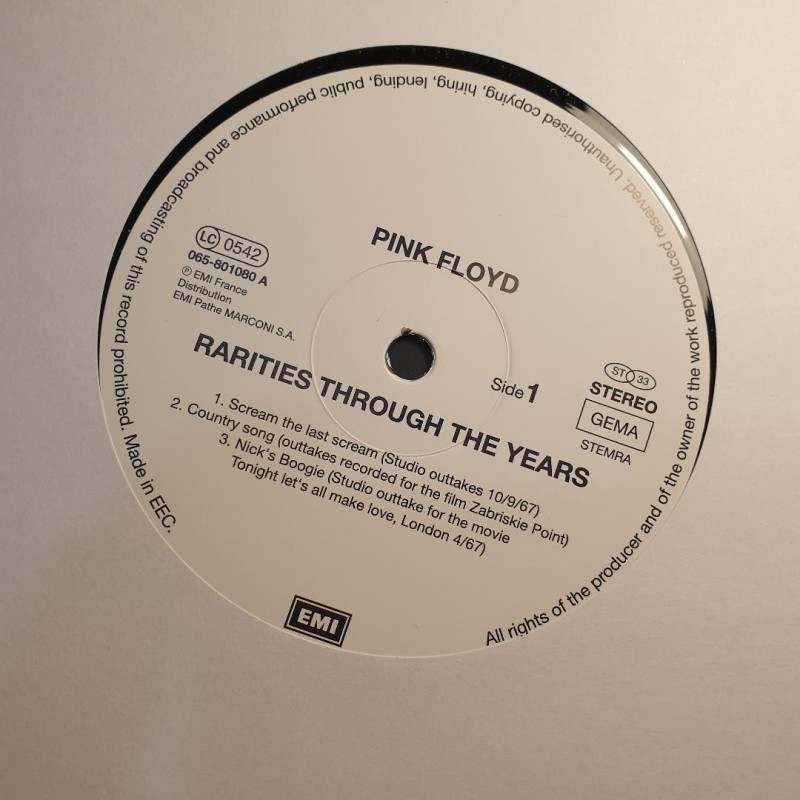 PINK FLOYD
LC 0542
065-801080 A
℗ EMI France
Distribution
EMI Pathe MARCONI S.A.
RARITIES THROUGH THE YEARS
Side 1
ST 33
STEREO
GEMA
STEMRA
1. Scream the last scream (Studio outtakes 10/9/67)
2. Country song (outtakes recorded for the film Zabriskie Point)
3. Nick's Boogie (Studio outtake for the movie
Tonight let's all make love, London 4/67)
EMI
All rights of the producer and of the owner of the work reproduced reserved. Unauthorised copying, hiring, lending, public performance and broadcasting of this record prohibited. Made in EEC.